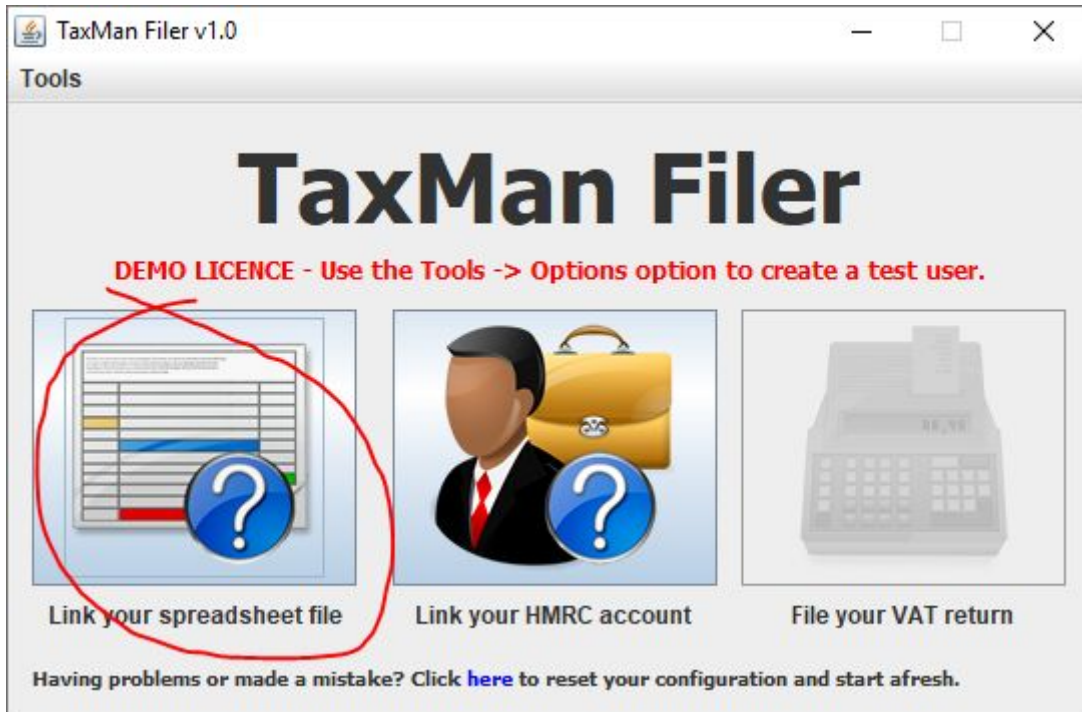 TaxMan Filer v1.0
Tools
TaxMan Filer
DEMO LICENCE - Use the Tools -> Options option to create a test user.
Link your spreadsheet file
Link your HMRC account
File your VAT return
Having problems or made a mistake? Click here to reset your configuration and start afresh.